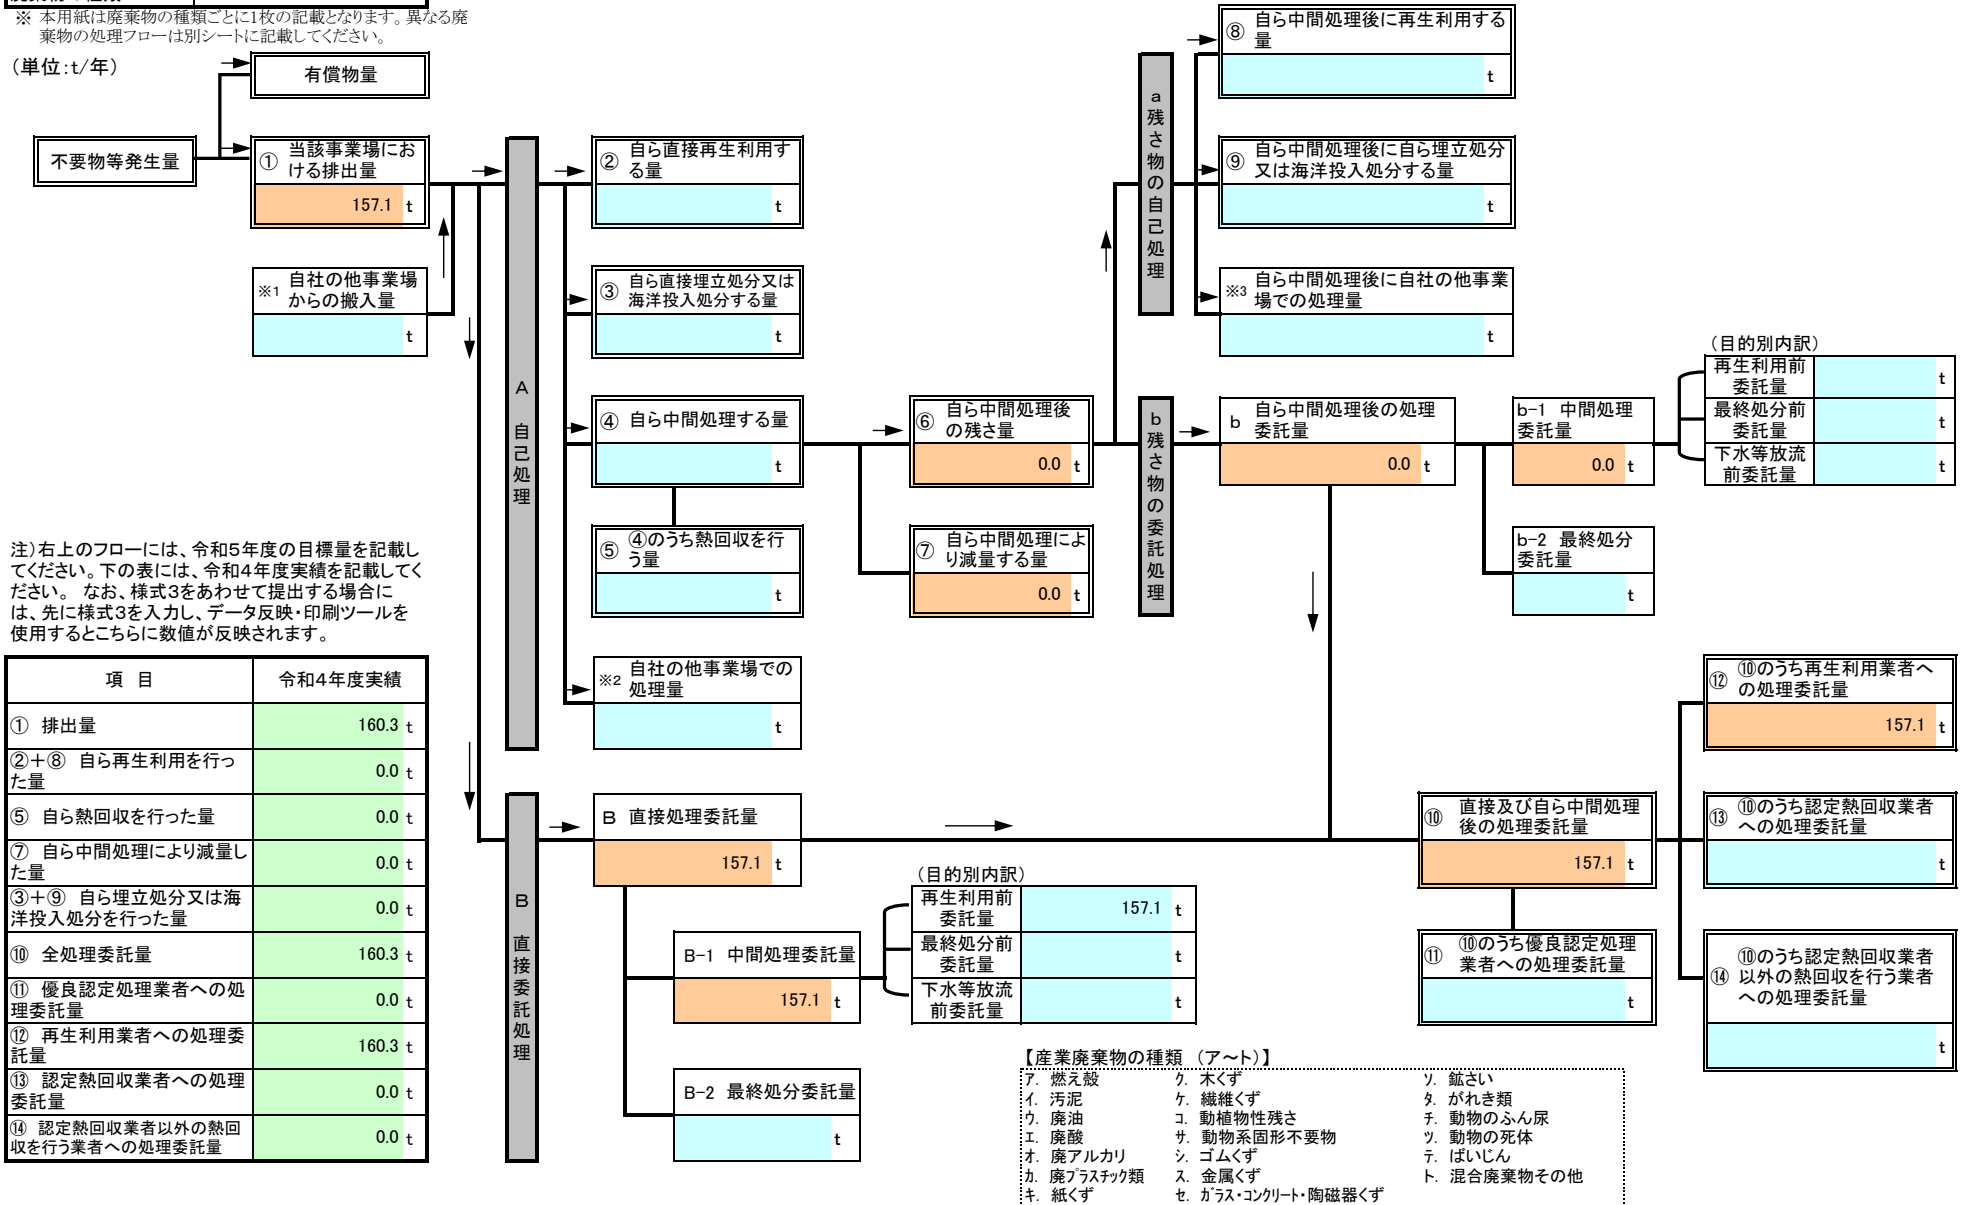 ※ 本用紙は廃棄物の種類ごとに1枚の記載となります。異なる廃
棄物の処理フローは別シートに記載してください。
(単位:t/年)
有償物量
不要物等発生量
① 当該事業場にお
ける排出量
157.1 t
※1 自社の他事業場
からの搬入量
t
A 自己処理
② 自ら直接再生利用す
る量
t
③ 自ら直接埋立処分又は
海洋投入処分する量
t
④ 自ら中間処理する量
t
⑤ ④のうち熱回収を行
う量
t
※2 自社の他事業場での
処理量
t
⑥ 自ら中間処理後
の残さ量
0.0 t
⑦ 自ら中間処理によ
り減量する量
0.0 t
a 残さ物の自己処理
⑧ 自ら中間処理後に再生利用する
量
t
⑨ 自ら中間処理後に自ら埋立処分
又は海洋投入処分する量
t
※3 自ら中間処理後に自社の他事業
場での処理量
t
b 残さ物の委託処理
b 自ら中間処理後の処理
委託量
0.0 t
b-1 中間処理
委託量
0.0 t
(目的別内訳)
再生利用前
委託量
t
最終処分前
委託量
t
下水等放流
前委託量
t
b-2 最終処分
委託量
t
注)右上のフローには、令和5年度の目標量を記載し
てください。下の表には、令和4年度実績を記載してく
ださい。 なお、様式3をあわせて提出する場合に
は、先に様式3を入力し、データ反映・印刷ツールを
使用するとこちらに数値が反映されます。
項 目 令和4年度実績
① 排出量 160.3 t
②+⑧ 自ら再生利用を行っ
た量 0.0 t
⑤ 自ら熱回収を行った量 0.0 t
⑦ 自ら中間処理により減量し
た量 0.0 t
③+⑨ 自ら埋立処分又は海
洋投入処分を行った量 0.0 t
⑩ 全処理委託量 160.3 t
⑪ 優良認定処理業者への処
理委託量 0.0 t
⑫ 再生利用業者への処理委
託量 160.3 t
⑬ 認定熱回収業者への処理
委託量 0.0 t
⑭ 認定熱回収業者以外の熱回
収を行う業者への処理委託量 0.0 t
B 直接委託処理
B 直接処理委託量
157.1 t
B-1 中間処理委託量
157.1 t
(目的別内訳)
再生利用前
委託量
157.1 t
最終処分前
委託量
t
下水等放流
前委託量
t
B-2 最終処分委託量
t
⑩ 直接及び自ら中間処理
後の処理委託量
157.1 t
⑪ ⑩のうち優良認定処理
業者への処理委託量
t
⑫ ⑩のうち再生利用業者へ
の処理委託量
157.1 t
⑬ ⑩のうち認定熱回収業者
への処理委託量
t
⑭ ⑩のうち認定熱回収業者
以外の熱回収を行う業者
への処理委託量
t
【産業廃棄物の種類 (ア~ト)】
ア. 燃え殻 ク. 木くず ソ. 鉱さい
イ. 汚泥 ケ. 繊維くず タ. がれき類
ウ. 廃油 コ. 動植物性残さ チ. 動物のふん尿
エ. 廃酸 サ. 動物系固形不要物 ツ. 動物の死体
オ. 廃アルカリ シ. ゴムくず テ. ばいじん
カ. 廃プラスチック類 ス. 金属くず ト. 混合廃棄物その他
キ. 紙くず セ. ガラス・コンクリート・陶磁器くず